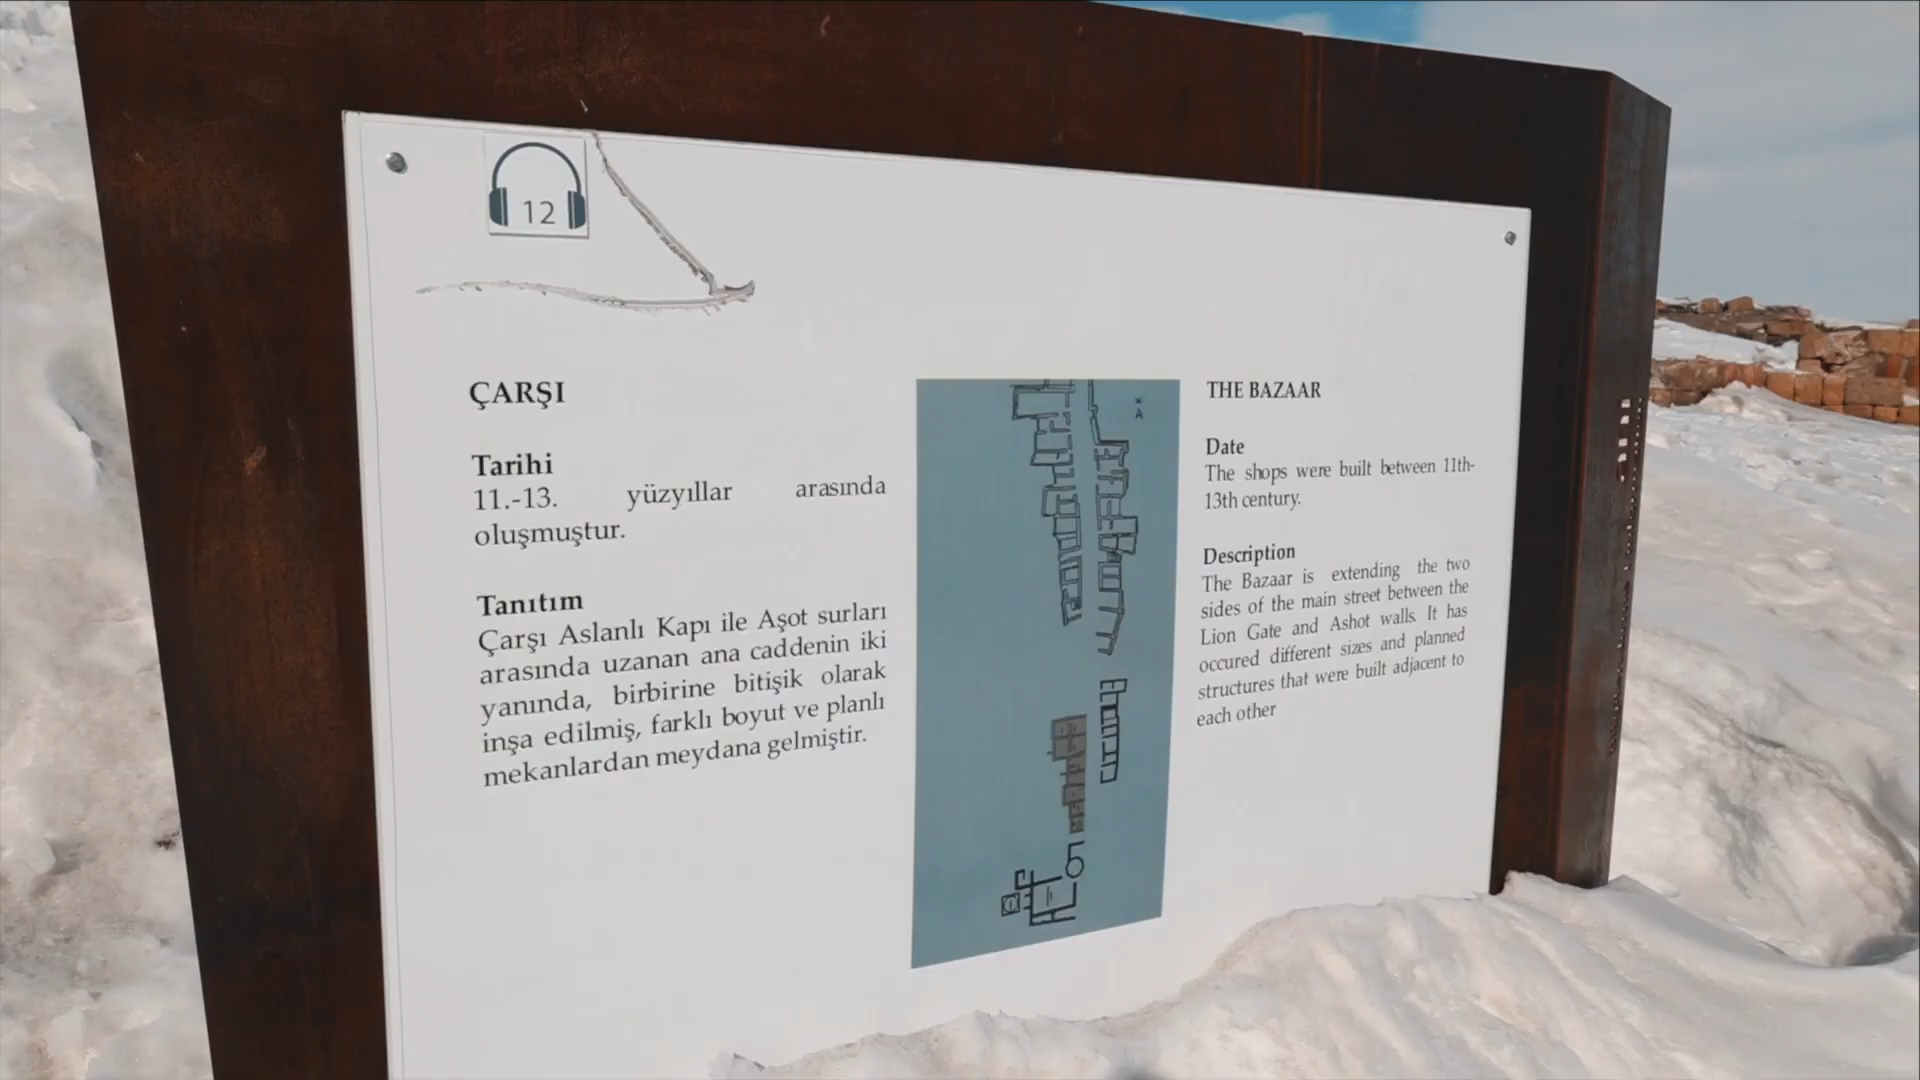 12
ÇARŞI
Tarihi
11.-13. yüzyıllar arasında
oluşmuştur.
Tanıtım
Çarşı Aslanlı Kapı ile Aşot surları
arasında uzanan ana caddenin iki
yanında, birbirine bitişik olarak
inşa edilmiş, farklı boyut ve planlı
mekanlardan meydana gelmiştir.
THE BAZAAR
Date
The shops were built between 11th-
13th century.
Description
The Bazaar is extending the two
sides of the main street between the
Lion Gate and Ashot walls. It has
occured different sizes and planned
structures that were built adjacent to
each other